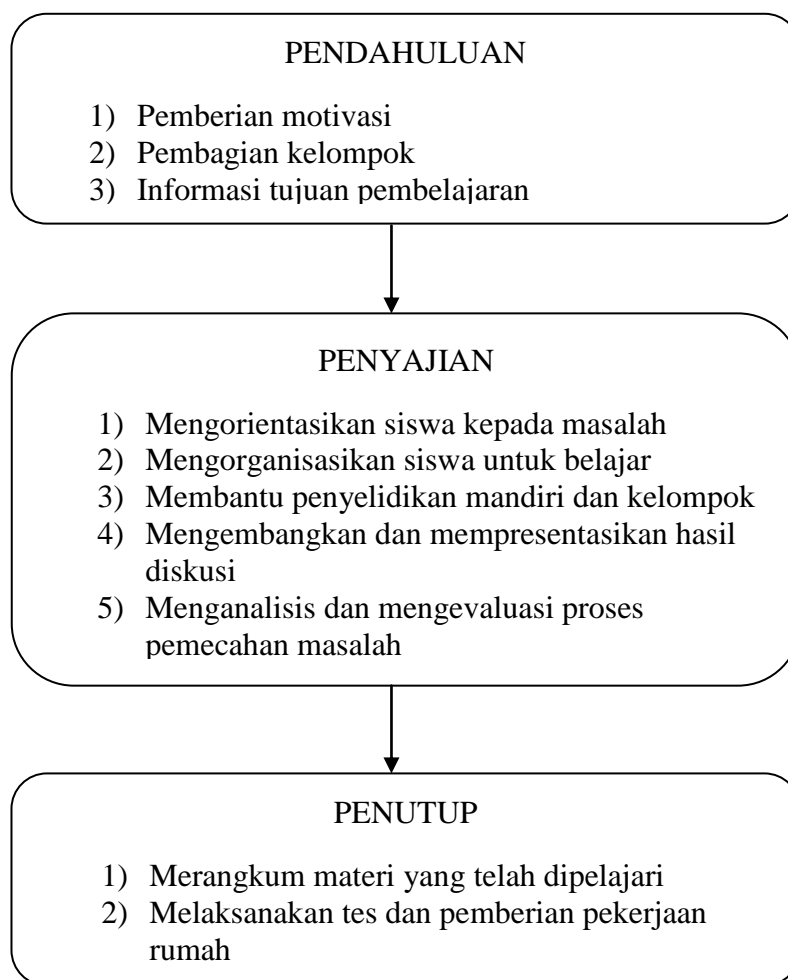 PENDAHULUAN
1) Pemberian motivasi
2) Pembagian kelompok
3) Informasi tujuan pembelajaran
PENYAJIAN
1) Mengorientasikan siswa kepada masalah
2) Mengorganisasikan siswa untuk belajar
3) Membantu penyelidikan mandiri dan kelompok
4) Mengembangkan dan mempresentasikan hasil
diskusi
5) Menganalisis dan mengevaluasi proses
pemecahan masalah
PENUTUP
1) Merangkum materi yang telah dipelajari
2) Melaksanakan tes dan pemberian pekerjaan
rumah